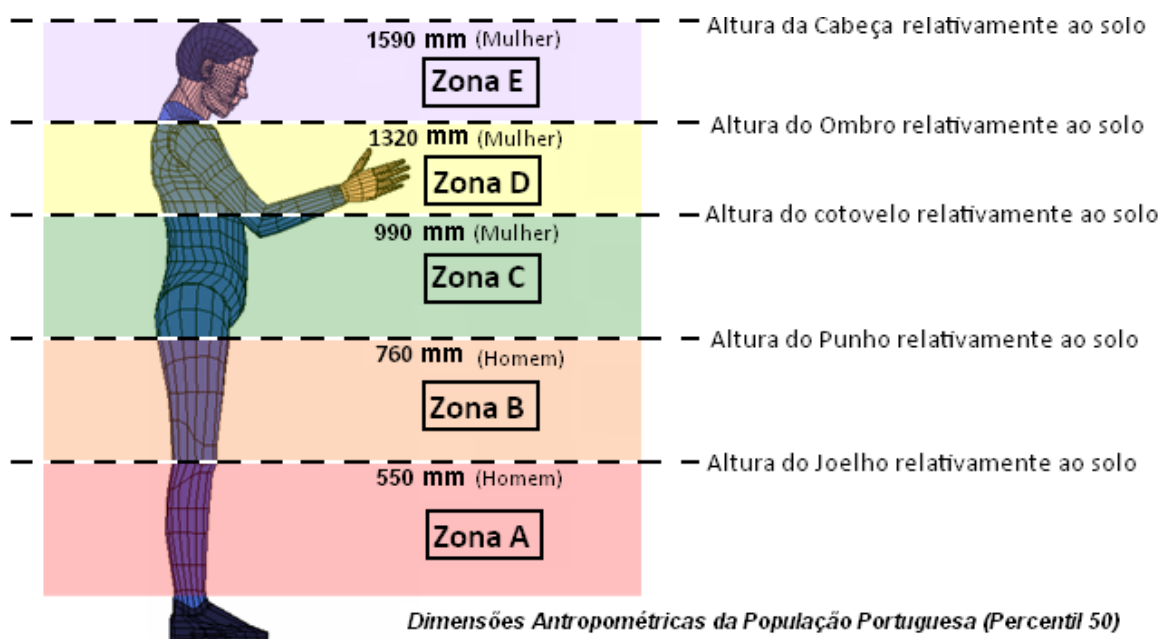 Altura da Cabeça relativamente ao solo
1590 mm (Mulher)
Zona E
Altura do Ombro relativamente ao solo
1320 mm (Mulher)
Zona D
Altura do cotovelo relativamente ao solo
990 mm (Mulher)
Zona C
Altura do Punho relativamente ao solo
760 mm (Homem)
Zona B
Altura do Joelho relativamente ao solo
550 mm (Homem)
Zona A
Dimensões Antropométricas da População Portuguesa (Percentil 50)